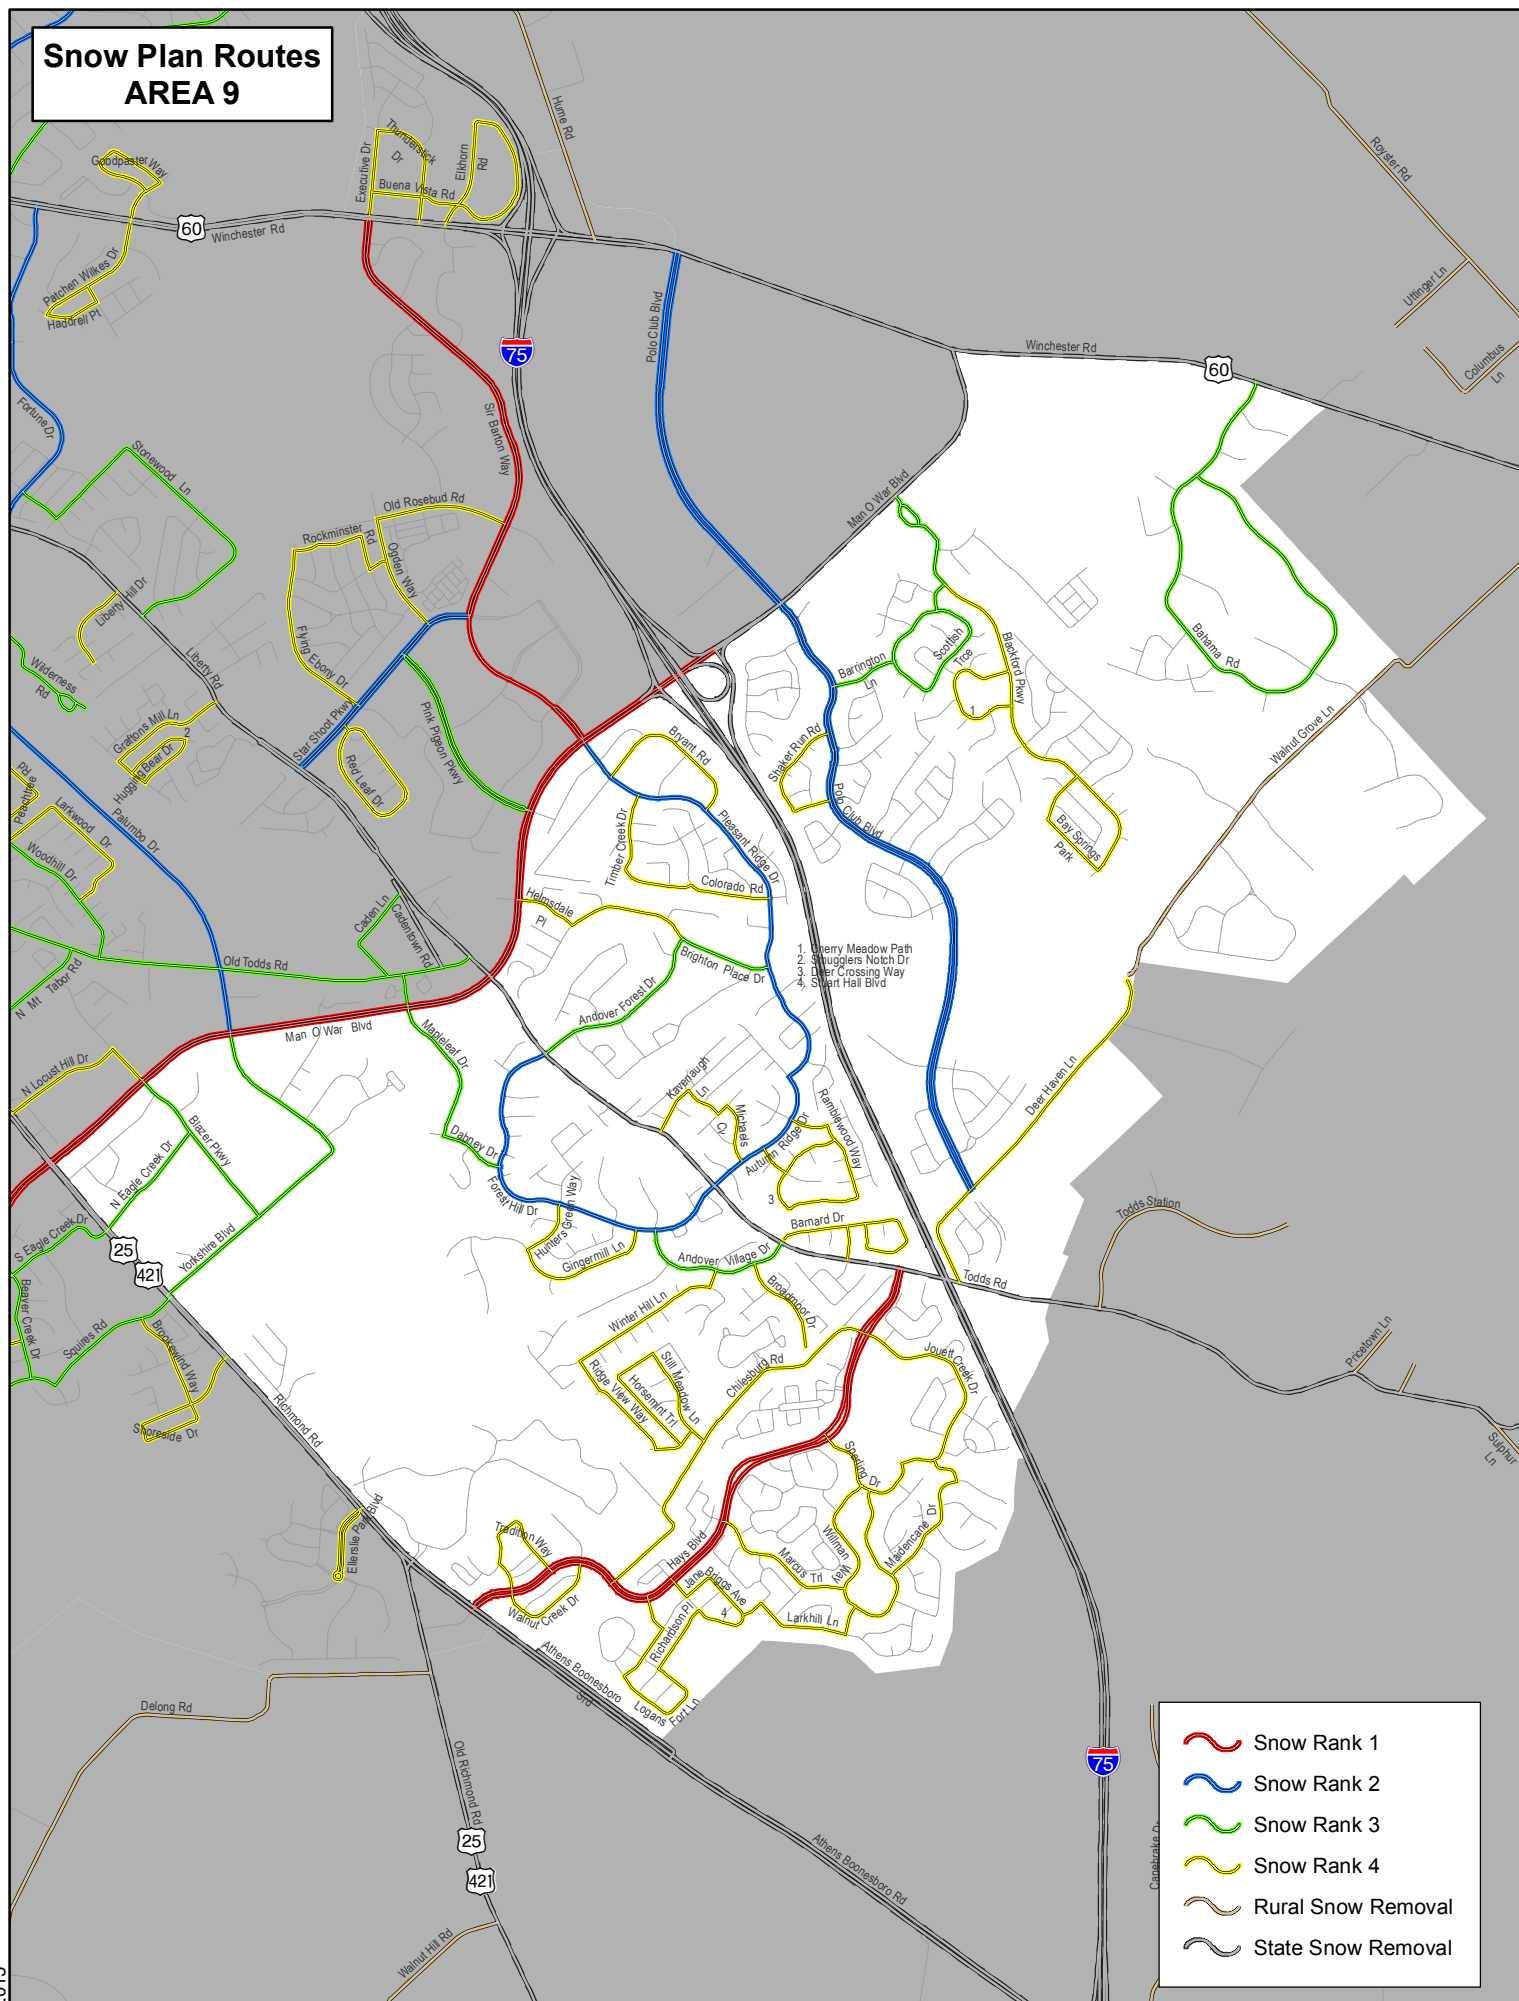 Snow Plan Routes
AREA 9
Hume Rd
Royster Rd
Uttinger Ln
Columbus
Ln
Goodpaster Way
Thunderstick
Dr
Executive Dr
Elkhorn
Rd
Buena Vista Rd
60
Winchester Rd
Patchen Wilkes Dr
Haddrell Pt
75
Polo Club Blvd
Winchester Rd
60
Fortune Dr
Stonewood Ln
Sir Barton Way
Old Rosebud Rd
Rockminster
Rd
Ogden Way
Man O War Blvd
Liberty Hill Dr
Liberty Rd
Flying Ebony Dr
Wilderness
Rd
Star Shoot Pkwy
Pink Pigeon Pkwy
Graftons Mill Ln
2
Hugging Bear Dr
Red Leaf Dr
Barrington
Ln
Scottish
Trce
Blackford Pkwy
1
Bahama Rd
Walnut Grove Ln
Bryant Rd
Shaker Run Rd
Polo Club Blvd
Bay Springs
Park
Peachtree
Rd
Larkwood Dr
Palumbo Dr
Woodhill Dr
Timber Creek Dr
Pleasant Ridge Dr
Colorado Rd
Helmsdale
Pl
Caden Ln
Cadentown Rd
Old Todds Rd
N Mt Tabor Rd
Brighton Place Dr
Andover Forest Dr
1. Cherry Meadow Path
2. Smugglers Notch Dr
3. Deer Crossing Way
4. Stuart Hall Blvd
Man O War Blvd
Mapleleaf Dr
N Locust Hill Dr
Blazer Pkwy
Kavenaugh
Ln
Michaels
Cv
Ramblewood Way
Autumn Ridge Dr
3
Deer Haven Ln
Dabney Dr
Forest Hill Dr
N Eagle Creek Dr
S Eagle Creek Dr
25
421
Yorkshire Blvd
Hunters Green Way
Gingermill Ln
Andover Village Dr
Barnard Dr
Todds Rd
Todds Station
Beaver Creek Dr
Squires Rd
Brookewind Way
Shoreside Dr
Richmond Rd
Winter Hill Ln
Broadmoor Dr
Ridge View Way
Horsemint Trl
Still Meadow Ln
Chilesburg Rd
Jouett Creek Dr
Pricetown Ln
Sulphur
Ln
Sperling Dr
Maidencane Dr
Willman
Way
Marcus Trl
Ellerslie Park Blvd
Tradition Way
Walnut Creek Dr
Hays Blvd
Jane Briggs Ave
4
Larkhill Ln
Richardson Pl
Logans Fort Ln
Athens Boonesboro
Srd
Delong Rd
Old Richmond Rd
25
421
Walnut Hill Rd
Athens Boonesboro Rd
75
Canebrake Dr
Snow Rank 1
Snow Rank 2
Snow Rank 3
Snow Rank 4
Rural Snow Removal
State Snow Removal